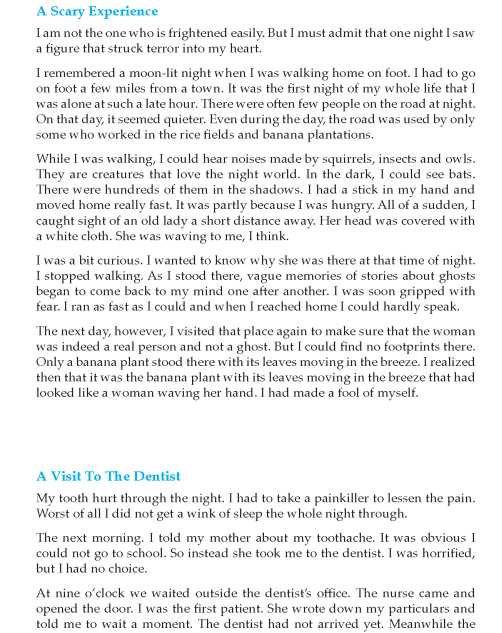 A Scary Experience
I am not the one who is frightened easily. But I must admit that one night I saw
a figure that struck terror into my heart.
I remembered a moon-lit night when I was walking home on foot. I had to go
on foot a few miles from a town. It was the first night of my whole life that I
was alone at such a late hour. There were often few people on the road at night.
On that day, it seemed quieter. Even during the day, the road was used by only
some who worked in the rice fields and banana plantations.
While I was walking, I could hear noises made by squirrels, insects and owls.
They are creatures that love the night world. In the dark, I could see bats.
There were hundreds of them in the shadows. I had a stick in my hand and
moved home really fast. It was partly because I was hungry. All of a sudden, I
caught sight of an old lady a short distance away. Her head was covered with
a white cloth. She was waving to me, I think.
I was a bit curious. I wanted to know why she was there at that time of night.
I stopped walking. As I stood there, vague memories of stories about ghosts
began to come back to my mind one after another. I was soon gripped with
fear. I ran as fast as I could and when I reached home I could hardly speak.
The next day, however, I visited that place again to make sure that the woman
was indeed a real person and not a ghost. But I could find no footprints there.
Only a banana plant stood there with its leaves moving in the breeze. I realized
then that it was the banana plant with its leaves moving in the breeze that had
looked like a woman waving her hand. I had made a fool of myself.
A Visit To The Dentist
My tooth hurt through the night. I had to take a painkiller to lessen the pain.
Worst of all I did not get a wink of sleep the whole night through.
The next morning. I told my mother about my toothache. It was obvious I
could not go to school. So instead she took me to the dentist. I was horrified,
but I had no choice.
At nine o'clock we waited outside the dentist's office. The nurse came and
opened the door. I was the first patient. She wrote down my particulars and
told me to wait a moment. The dentist had not arrived yet. Meanwhile the